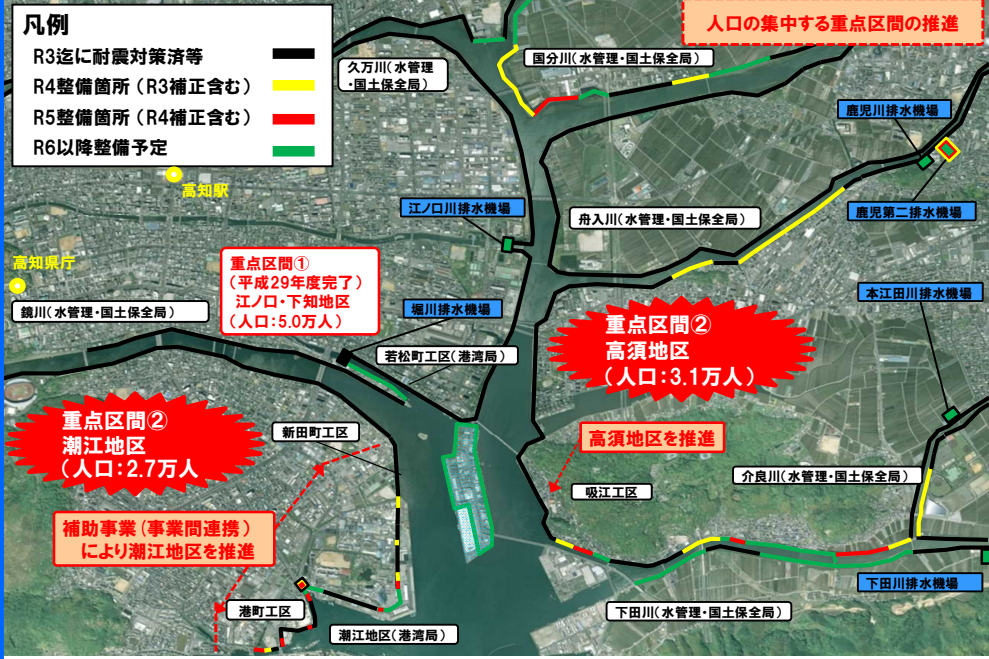 凡例
R3迄に耐震対策済等
R4整備箇所（R3補正含む）
R5整備箇所（R4補正含む）
R6以降整備予定
人口の集中する重点区間の推進
久万川（水管理
・国土保全局）
国分川（水管理・国土保全局）
鹿児川排水機場
高知駅
江ノ口川排水機場
舟入川（水管理・国土保全局）
鹿児第二排水機場
高知県庁
重点区間①
（平成29年度完了）
江ノ口・下知地区
（人口：5.0万人）
鏡川（水管理・国土保全局）
堀川排水機場
本江田川排水機場
若松町工区（港湾局）
重点区間②
高須地区
（人口：3.1万人）
重点区間②
潮江地区
（人口：2.7万人
新田町工区
高須地区を推進
吸江工区
介良川（水管理・国土保全局）
補助事業（事業間連携）
により潮江地区を推進
下田川排水機場
港町工区
潮江地区（港湾局）
下田川（水管理・国土保全局）